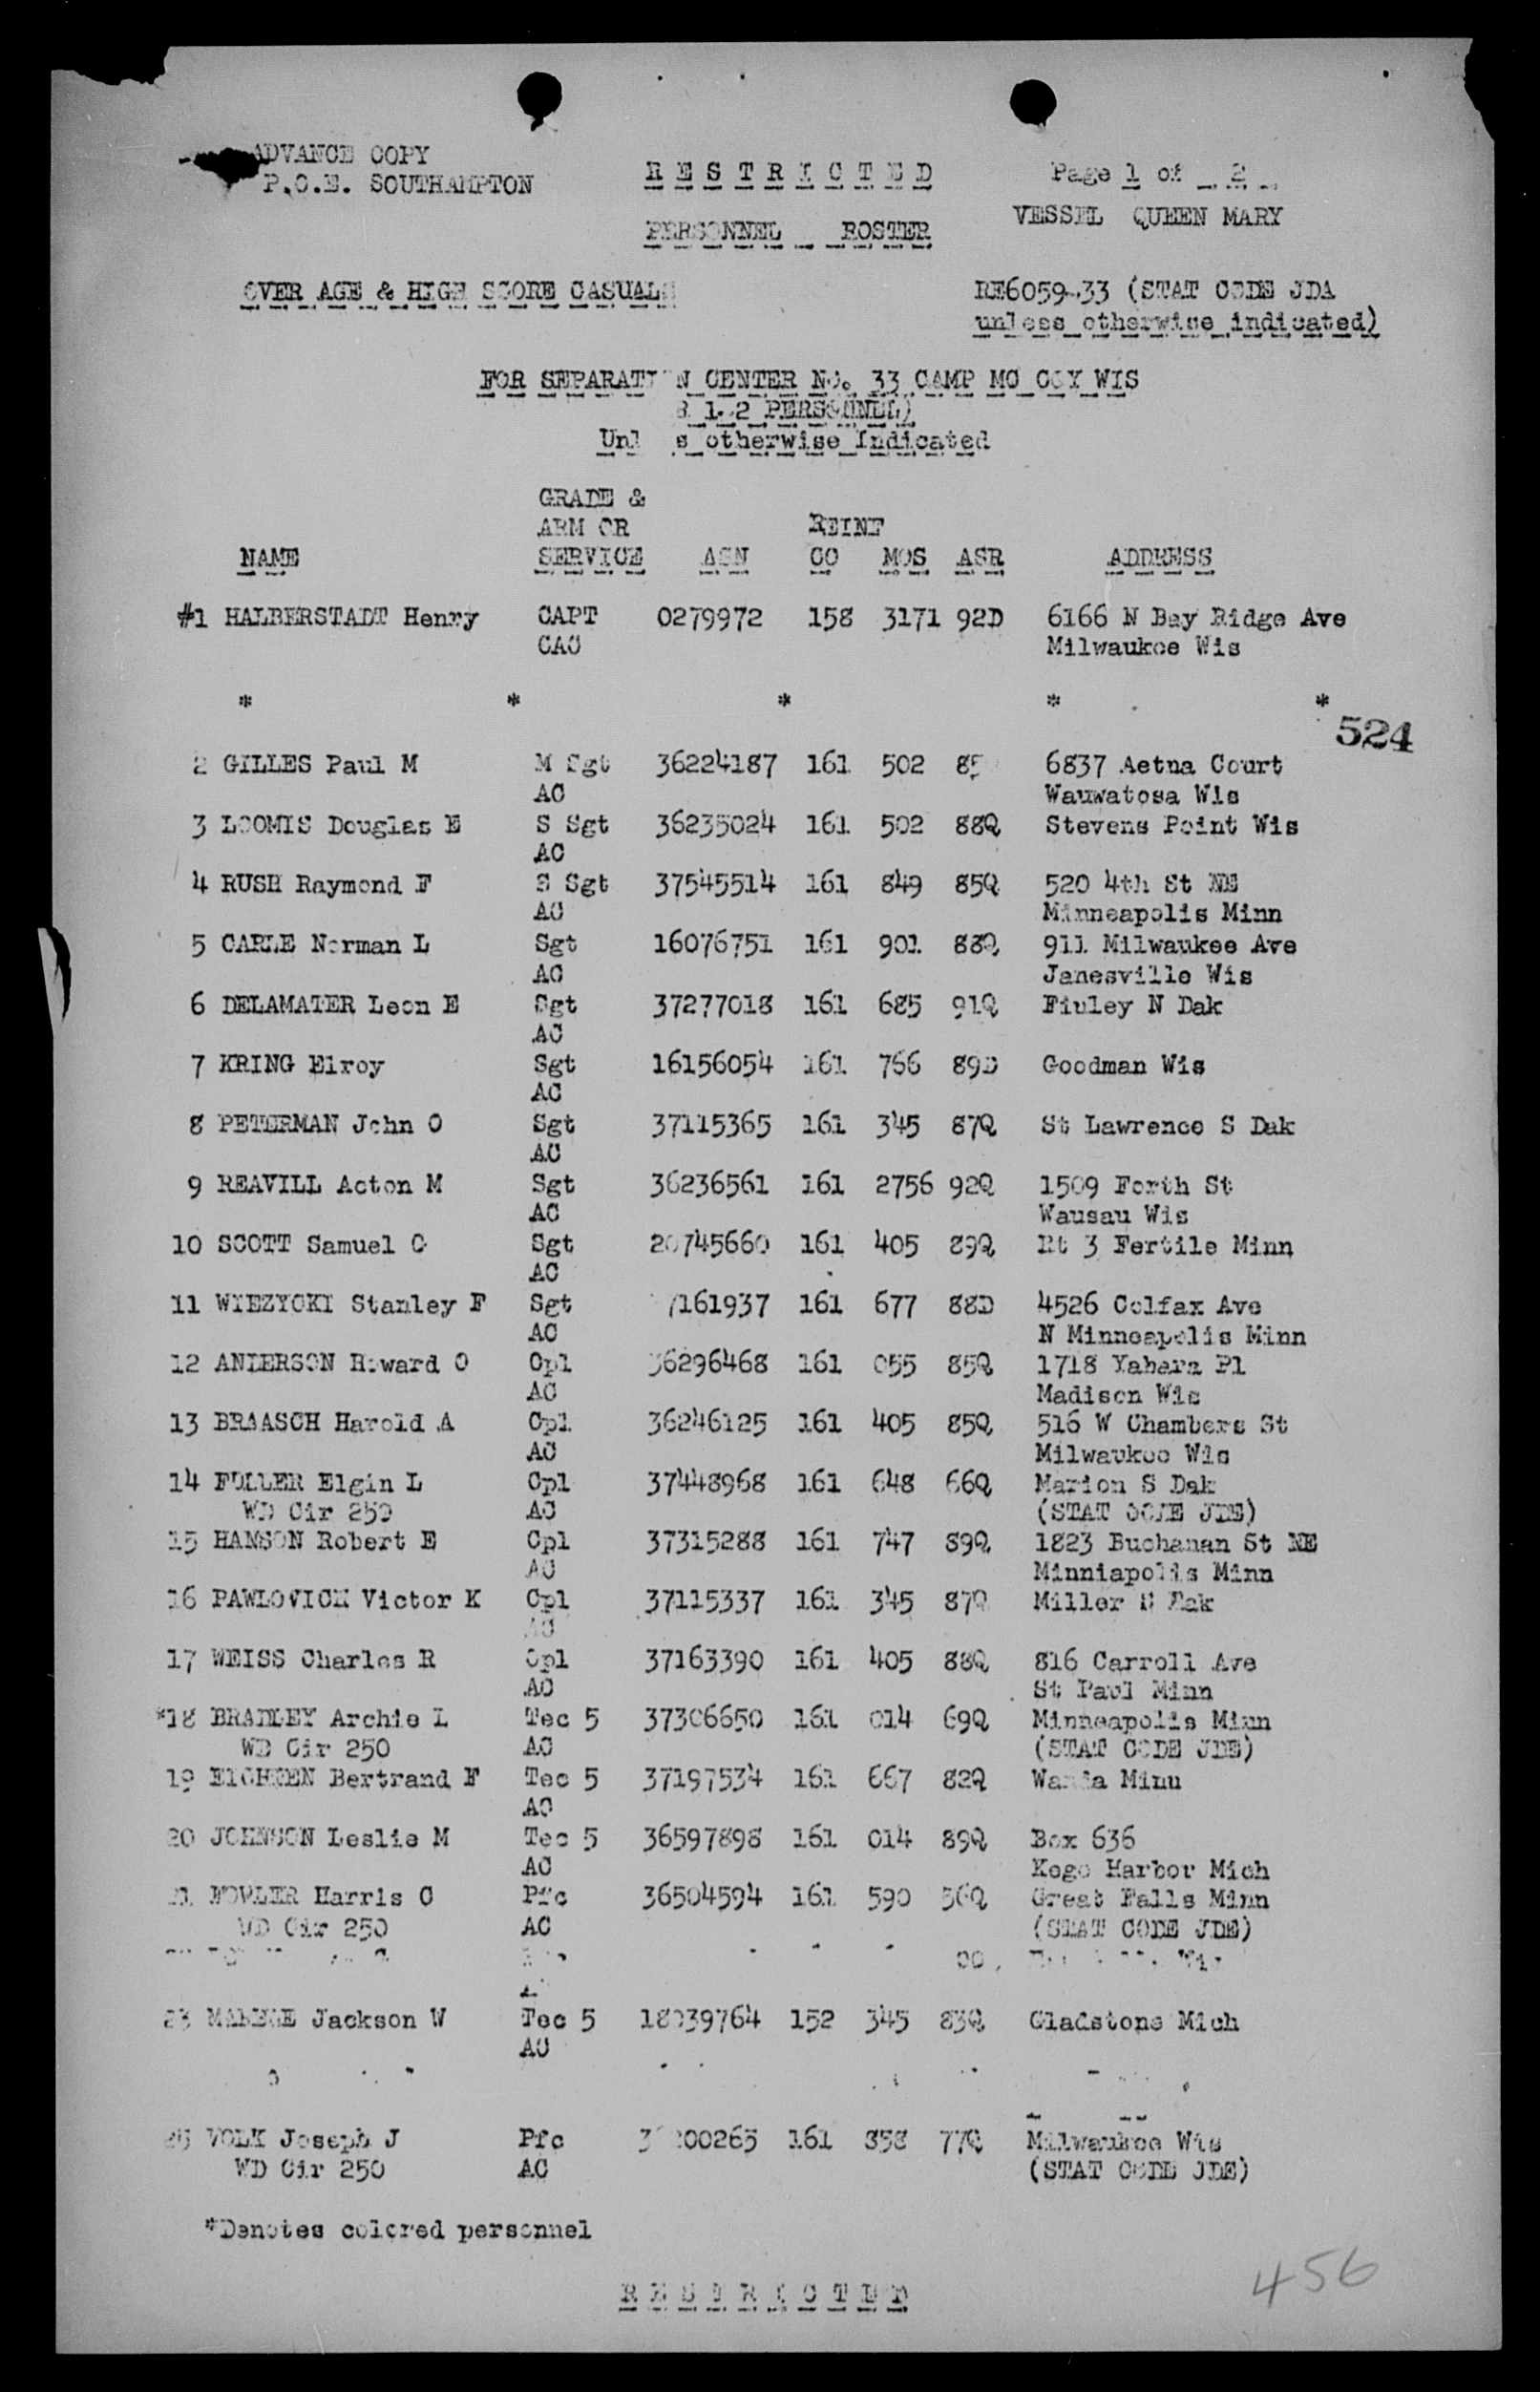 ADVANCE COPY
P.O.E. SOUTHAMPTON
R E S T R I C T E D
Page 1 of 2
VESSEL QUEEN MARY
PERSONNEL ROSTER
OVER AGE & HIGH SCORE CASUALS
RE6059-33 (STAT CODE JDA
unless otherwise indicated)
FOR SEPARATION CENTER No. 33 CAMP MC COY WIS
1-2 PERSONNEL)
Unless otherwise Indicated
GRADE &
ARM OR REINF
NAME SERVICE ASN CO MOS ASR ADDRESS
#1 HALBERSTADT Henry CAPT 0279972 158 3171 92D 6166 N Bay Ridge Ave
CAC Milwaukee Wis
* * * * *
524
2 GILLES Paul M M Sgt 36224187 161 502 85 6837 Aetna Court
AC Wauwatosa Wis
3 LOOMIS Douglas E S Sgt 36235024 161 502 88Q Stevens Point Wis
AC
4 RUSH Raymond F S Sgt 37545514 161 849 85Q 520 4th St NE
AC Minneapolis Minn
5 CARLE Norman L Sgt 16076751 161 901 88Q 911 Milwaukee Ave
AC Janesville Wis
6 DELAMATER Leon E Sgt 37277018 161 685 91Q Finley N Dak
AC
7 KRING Elroy Sgt 16156054 161 766 89D Goodman Wis
AC
8 PETERMAN John O Sgt 37115365 161 345 87Q St Lawrence S Dak
AC
9 REAVILL Acton M Sgt 36236561 161 2756 92Q 1509 Forth St
AC Wausau Wis
10 SCOTT Samuel C Sgt 20745660 161 405 89Q Rt 3 Fertile Minn
AC
11 WIEZYCKI Stanley F Sgt 7161937 161 677 88D 4526 Colfax Ave
AC N Minneapolis Minn
12 ANDERSON Howard O Cpl 36296468 161 055 85Q 1718 Yahara Pl
AC Madison Wis
13 BRAASCH Harold A Cpl 36246125 161 405 85Q 516 W Chambers St
AC Milwaukee Wis
14 FULLER Elgin L Cpl 37448968 161 648 66Q Marion S Dak
WD Cir 250 AC (STAT CODE JDE)
15 HANSON Robert E Cpl 37315288 161 747 89Q 1823 Buchanan St NE
AC Minniapolis Minn
16 PAWLOVICK Victor K Cpl 37115337 161 345 87Q Miller S Dak
AC
17 WEISS Charles R Cpl 37163390 161 405 88Q 816 Carroll Ave
AC St Paul Minn
*18 BRADLEY Archie L Tec 5 37306650 161 014 69Q Minneapolis Minn
WD Cir 250 AC (STAT CODE JDE)
19 EICHTEN Bertrand F Tec 5 37197534 161 667 82Q Wanda Minn
AC
20 JOHNSON Leslie M Tec 5 36597898 161 014 89Q Box 636
AC Kego Harbor Mich
21 FOWLER Harris C Pfc 36504594 161 590 56Q Great Falls Minn
WD Cir 250 AC (STAT CODE JDE)
23 Jackson W Tec 5 18039764 152 345 83Q Gladstone Mich
AC
25 VOLK Joseph J Pfc 161 858 77Q Milwaukee Wis
WD Cir 250 AC (STAT CODE JDE)
*Denotes colored personnel
R E S T R I C T E D
456